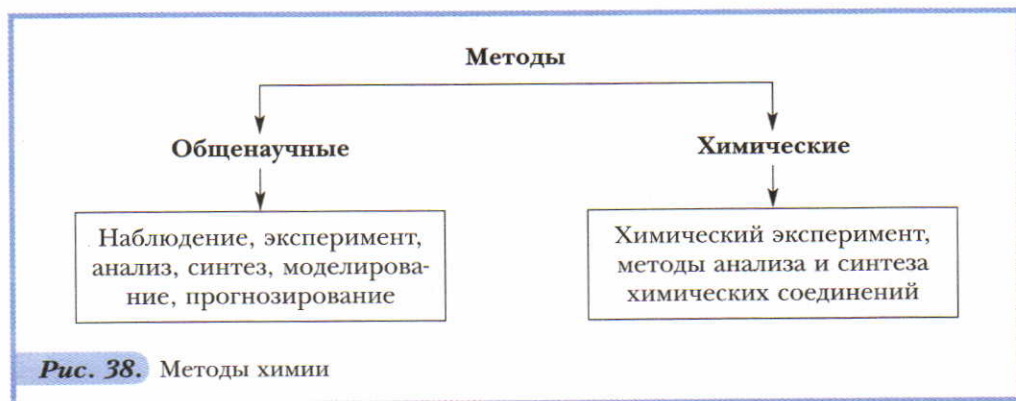 Методы
Общенаучные
Химические
Наблюдение, эксперимент,
анализ, синтез, моделирова-
ние, прогнозирование
Химический эксперимент,
методы анализа и синтеза
химических соединений
Рис. 38. Методы химии